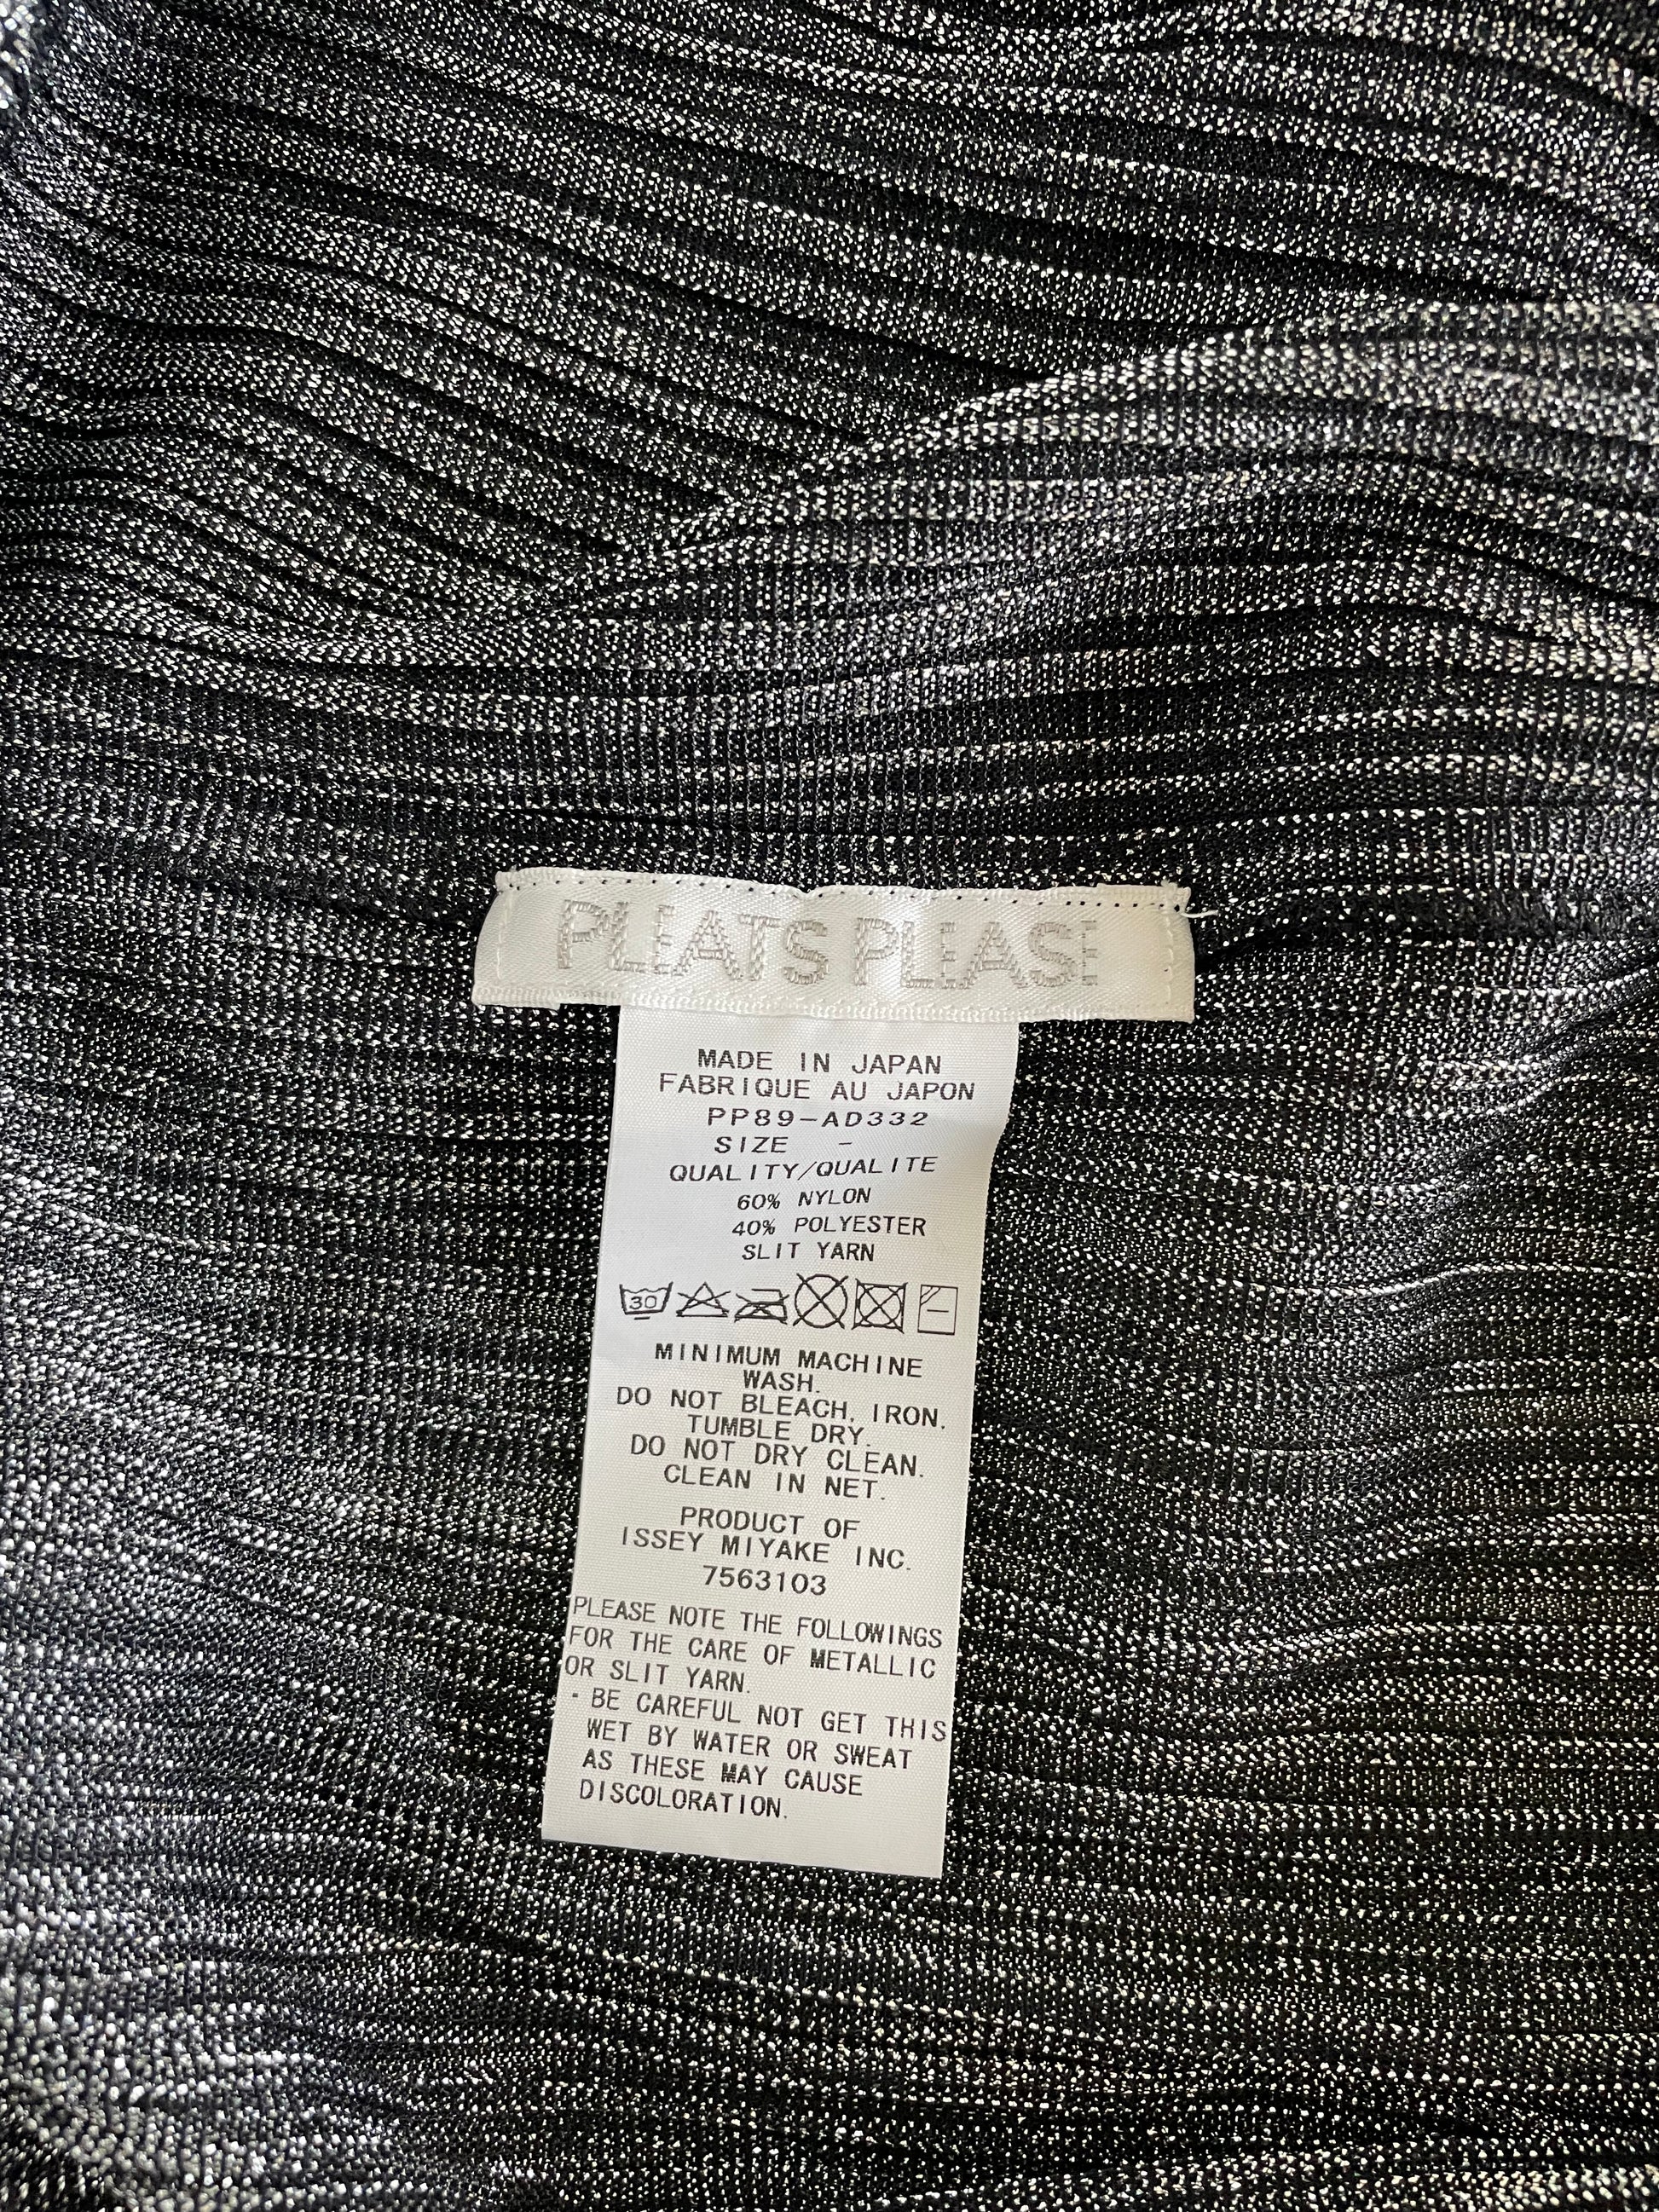 PLEATS PLEASE
MADE IN JAPAN
FABRIQUE AU JAPON
PP89-AD332
SIZE -
QUALITY/QUALITE
60% NYLON
40% POLYESTER
SLIT YARN
30
MINIMUM MACHINE
WASH.
DO NOT BLEACH, IRON.
TUMBLE DRY.
DO NOT DRY CLEAN.
CLEAN IN NET.
PRODUCT OF
ISSEY MIYAKE INC.
7563103
PLEASE NOTE THE FOLLOWINGS
FOR THE CARE OF METALLIC
OR SLIT YARN.
・BE CAREFUL NOT GET THIS
WET BY WATER OR SWEAT
AS THESE MAY CAUSE
DISCOLORATION.